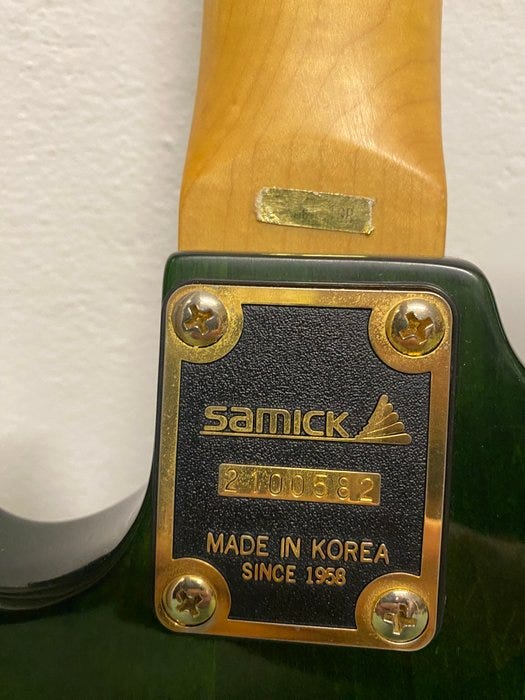 samick
2100582
MADE IN KOREA
SINCE 1958